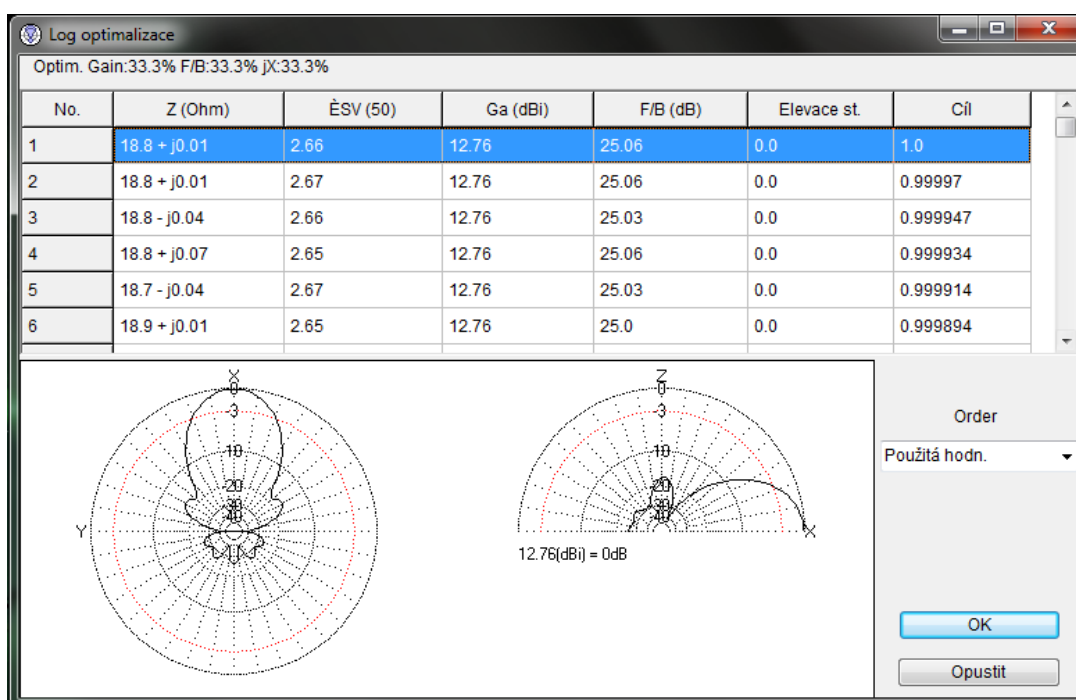 Log optimalizace
Optim. Gain:33.3% F/B:33.3% jX:33.3%
No. Z (Ohm) ÈSV (50) Ga (dBi) F/B (dB) Elevace st. Cíl
1 18.8 + j0.01 2.66 12.76 25.06 0.0 1.0
2 18.8 + j0.01 2.67 12.76 25.06 0.0 0.99997
3 18.8 - j0.04 2.66 12.76 25.03 0.0 0.999947
4 18.8 + j0.07 2.65 12.76 25.06 0.0 0.999934
5 18.7 - j0.04 2.67 12.76 25.03 0.0 0.999914
6 18.9 + j0.01 2.65 12.76 25.0 0.0 0.999894
X
0
-3
-10
20
30
40
Y
Z
0
-3
-10
20
30
40
X
12.76(dBi) = 0dB
Order
Použitá hodn.
OK
Opustit